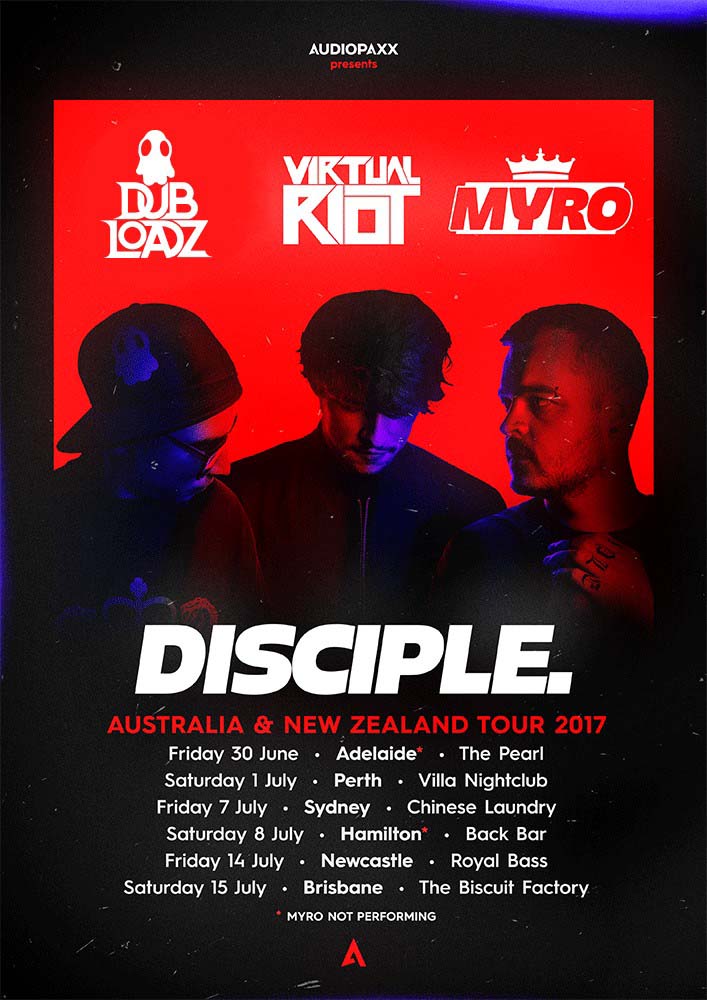 AUDIOPAXX
presents
DUB
LOADZ
VIRTUAL
RIOT
MYRO
DISCIPLE.
AUSTRALIA & NEW ZEALAND TOUR 2017
Friday 30 June • Adelaide* • The Pearl
Saturday 1 July • Perth • Villa Nightclub
Friday 7 July • Sydney • Chinese Laundry
Saturday 8 July • Hamilton* • Back Bar
Friday 14 July • Newcastle • Royal Bass
Saturday 15 July • Brisbane • The Biscuit Factory
* MYRO NOT PERFORMING